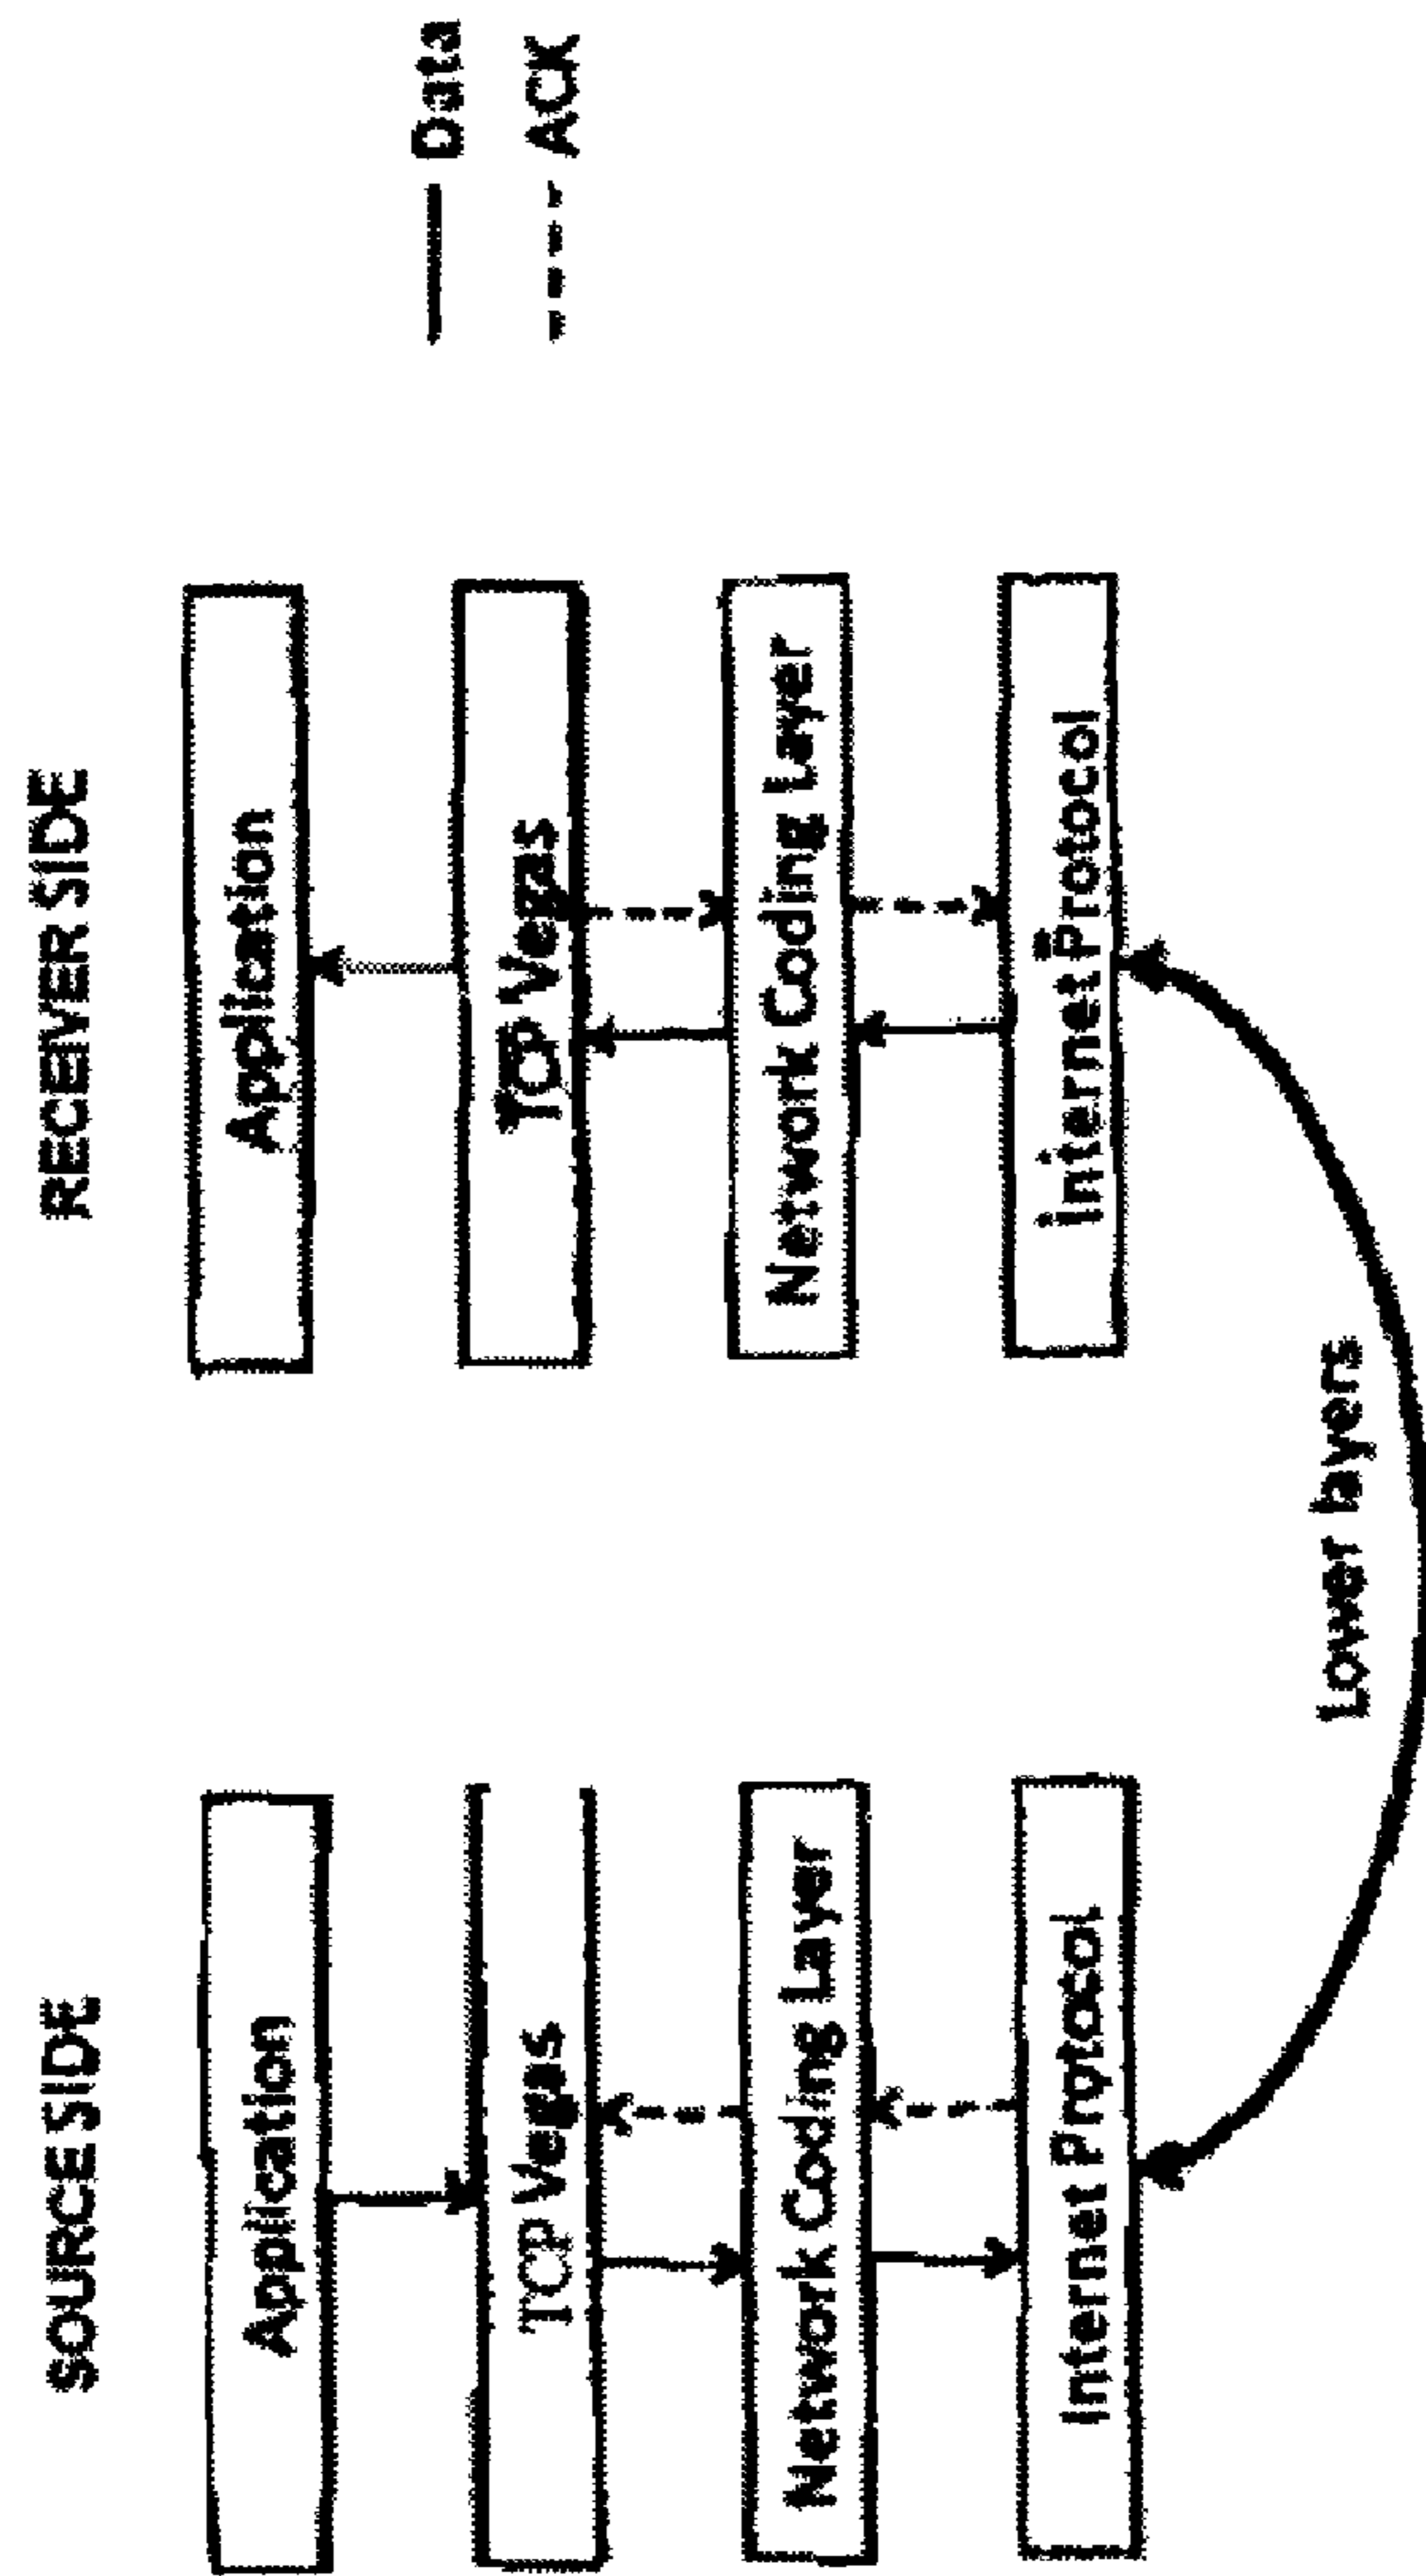 SOURCE SIDE
Application
TCP Vegas
Network Coding Layer
Internet Protocol
RECEIVER SIDE
Application
TCP Vegas
Network Coding Layer
Internet Protocol
Data
ACK
Lower layers